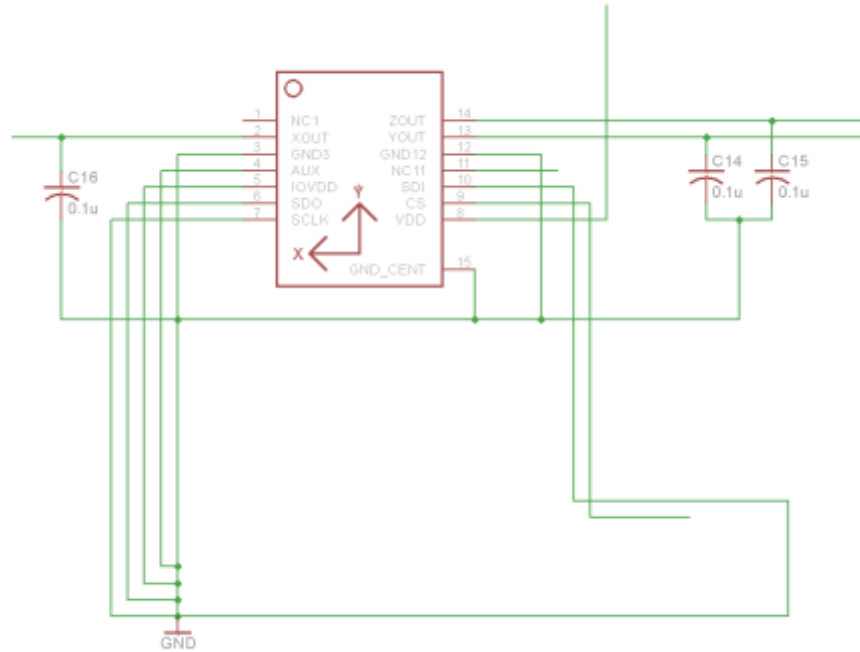 1 NC1 ZOUT 14
2 XOUT YOUT 13
3 GND3 GND12 12
4 AUX NC11 11
5 IOVDD SDI 10
6 SDO CS 9
7 SCLK VDD 8
Y
X
GND_CENT 15
C16
0.1u
C14
0.1u
C15
0.1u
GND